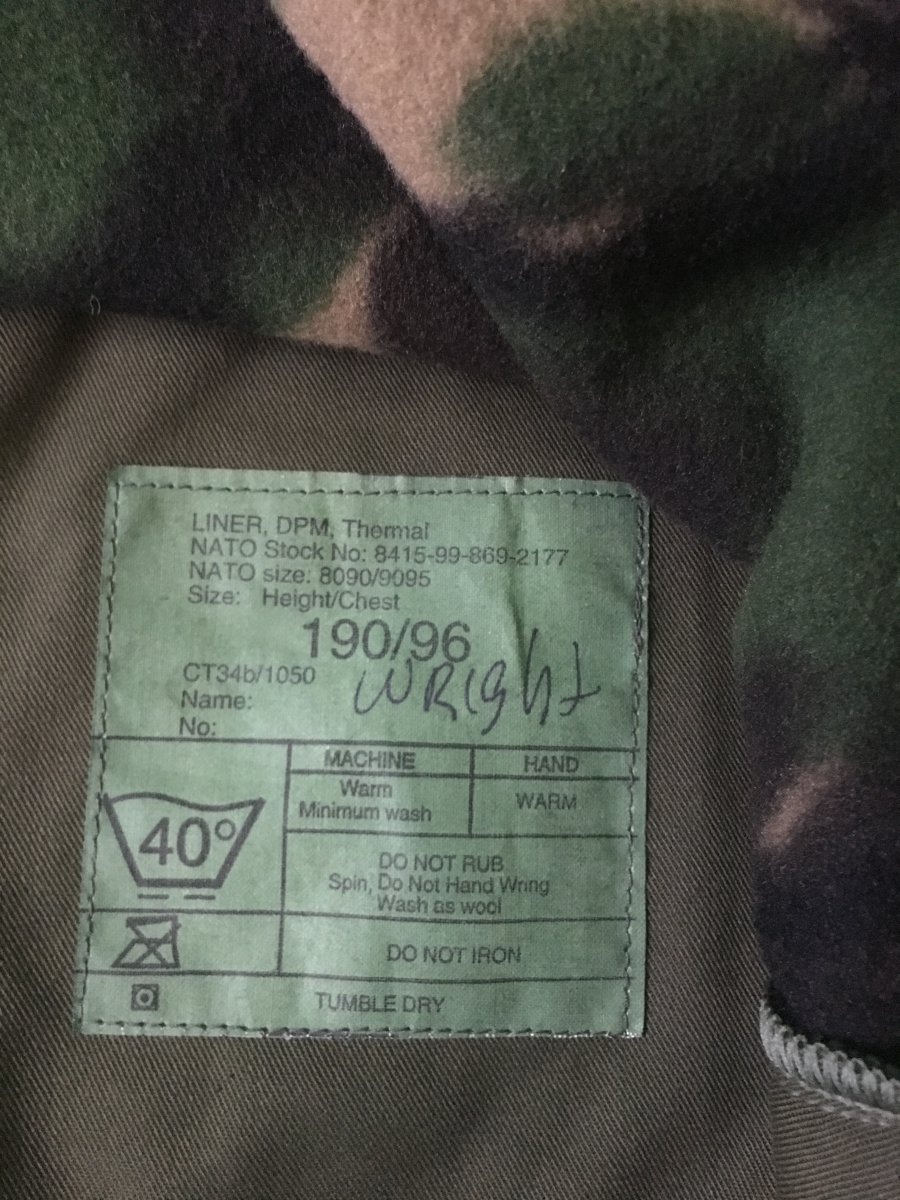 LINER, DPM, Thermal
NATO Stock No: 8415-99-869-2177
NATO size: 8090/9095
Size: Height/Chest
190/96
CT34b/1050
Name: WRIght
No:
MACHINE HAND
Warm
Minimum wash
WARM
40°
DO NOT RUB
Spin, Do Not Hand Wring
Wash as wool
DO NOT IRON
TUMBLE DRY